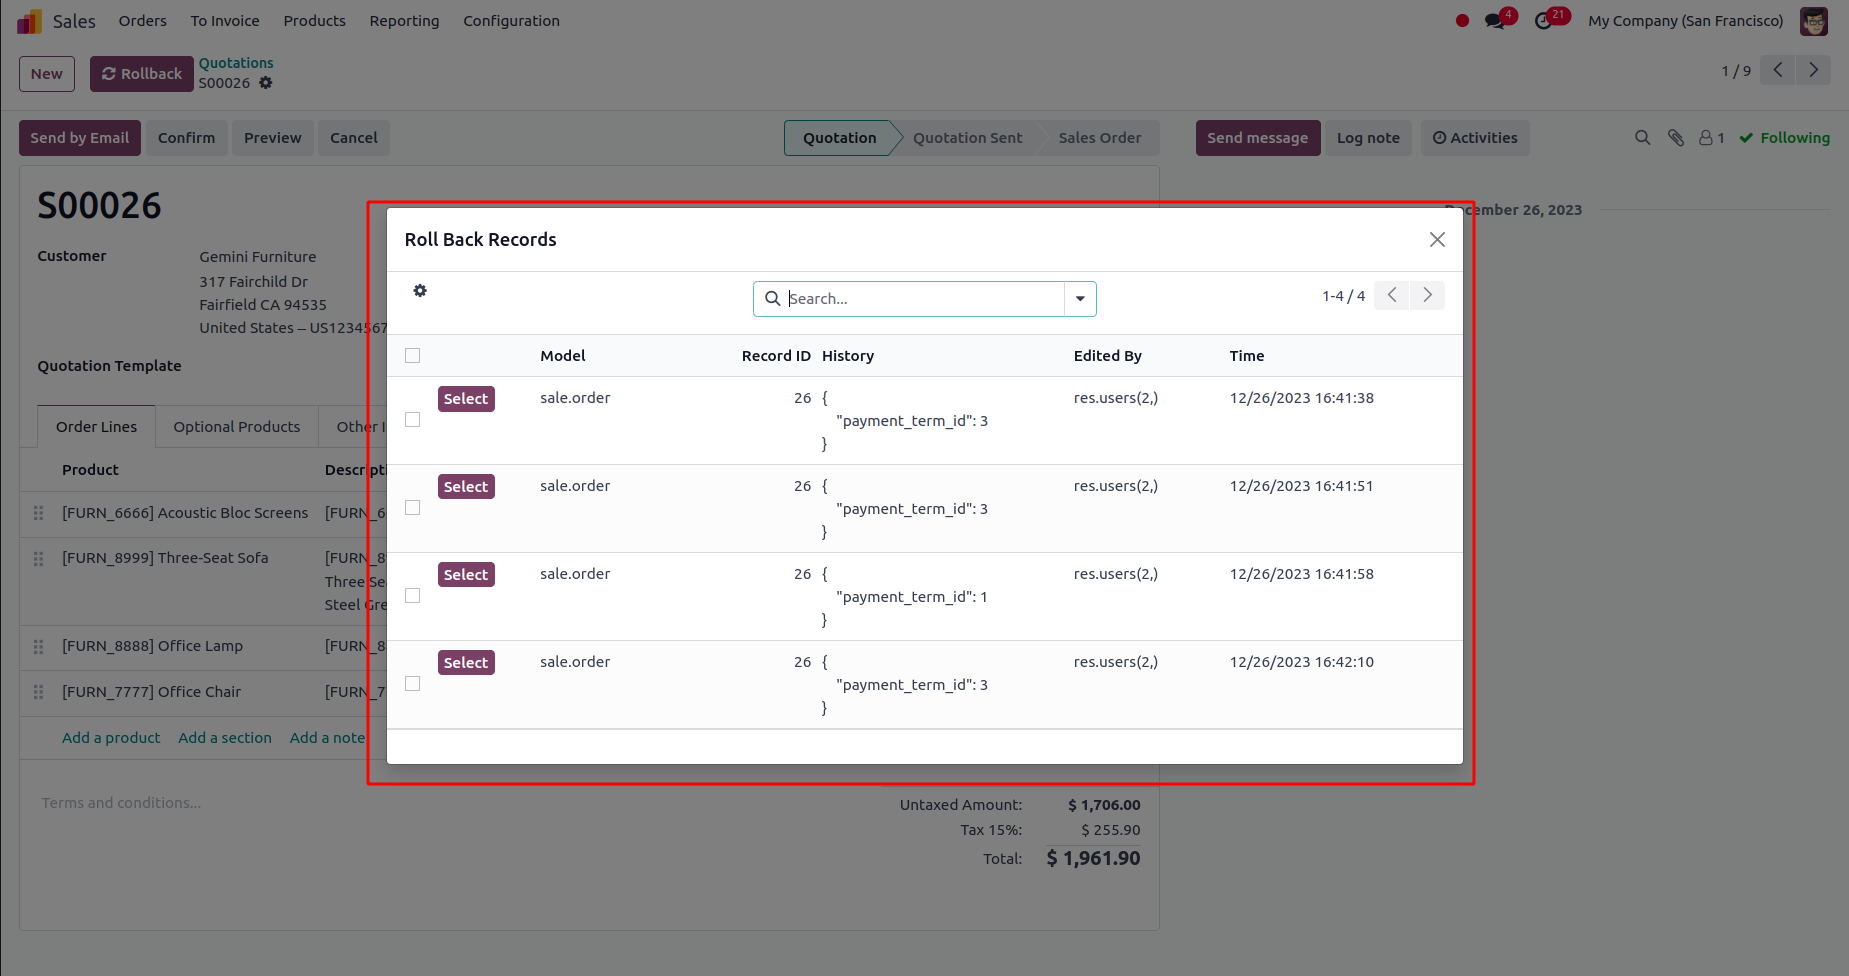 Sales Orders To Invoice Products Reporting Configuration 4 21 My Company (San Francisco)
New Rollback Quotations
S00026 1 / 9
Send by Email Confirm Preview Cancel Quotation Quotation Sent Sales Order Send message Log note Activities 1 Following
S00026
December 26, 2023
Customer Gemini Furniture
317 Fairchild Dr
Fairfield CA 94535
United States – US1234567
Quotation Template
Order Lines Optional Products Other I
Product Descripti
[FURN_6666] Acoustic Bloc Screens [FURN_6
[FURN_8999] Three-Seat Sofa [FURN_8
Three Se
Steel Gre
[FURN_8888] Office Lamp [FURN_8
[FURN_7777] Office Chair [FURN_7
Add a product Add a section Add a note
Terms and conditions...
Untaxed Amount: $ 1,706.00
Tax 15%: $ 255.90
Total: $ 1,961.90
Roll Back Records
Search... 1-4 / 4
Model Record ID History Edited By Time
Select sale.order 26 { res.users(2,) 12/26/2023 16:41:38
"payment_term_id": 3
}
Select sale.order 26 { res.users(2,) 12/26/2023 16:41:51
"payment_term_id": 3
}
Select sale.order 26 { res.users(2,) 12/26/2023 16:41:58
"payment_term_id": 1
}
Select sale.order 26 { res.users(2,) 12/26/2023 16:42:10
"payment_term_id": 3
}